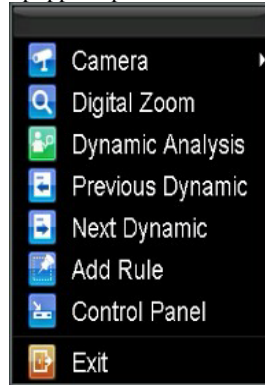 Camera
Digital Zoom
Dynamic Analysis
Previous Dynamic
Next Dynamic
Add Rule
Control Panel
Exit